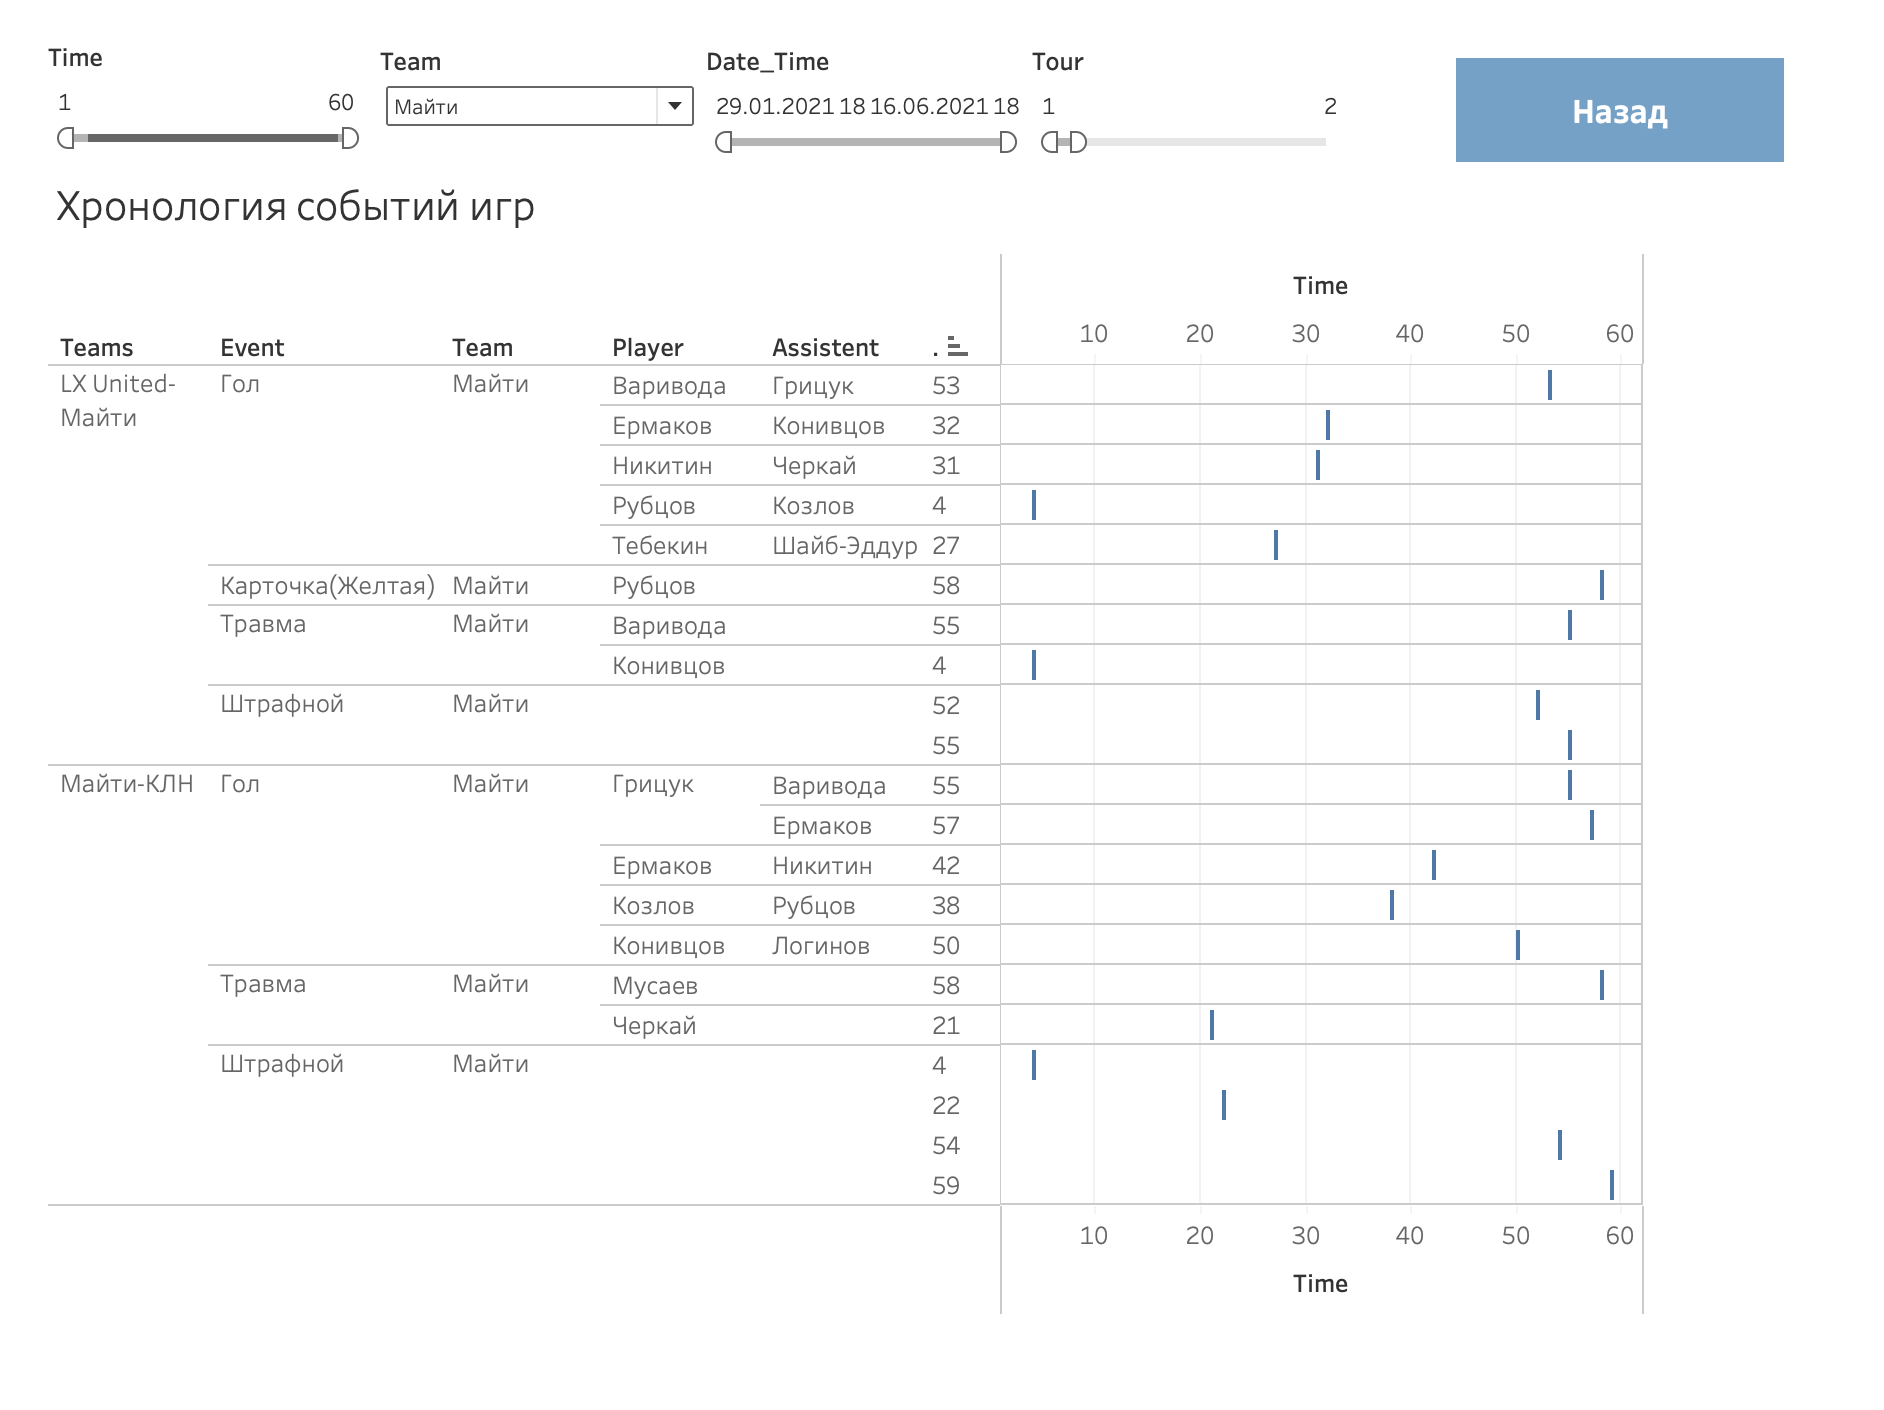 Time
Team
Date_Time
Tour
1 60
Майти
29.01.2021 18 16.06.2021 18
1 2
Назад
Хронология событий игр
Time
10 20 30 40 50 60
Teams Event Team Player Assistent .
LX United-Майти Гол Майти Варивода Грицук 53
Ермаков Конивцов 32
Никитин Черкай 31
Рубцов Козлов 4
Тебекин Шайб-Эддур 27
Карточка(Желтая) Майти Рубцов 58
Травма Майти Варивода 55
Конивцов 4
Штрафной Майти 52
55
Майти-КЛН Гол Майти Грицук Варивода 55
Ермаков 57
Ермаков Никитин 42
Козлов Рубцов 38
Конивцов Логинов 50
Травма Майти Мусаев 58
Черкай 21
Штрафной Майти 4
22
54
59
10 20 30 40 50 60
Time